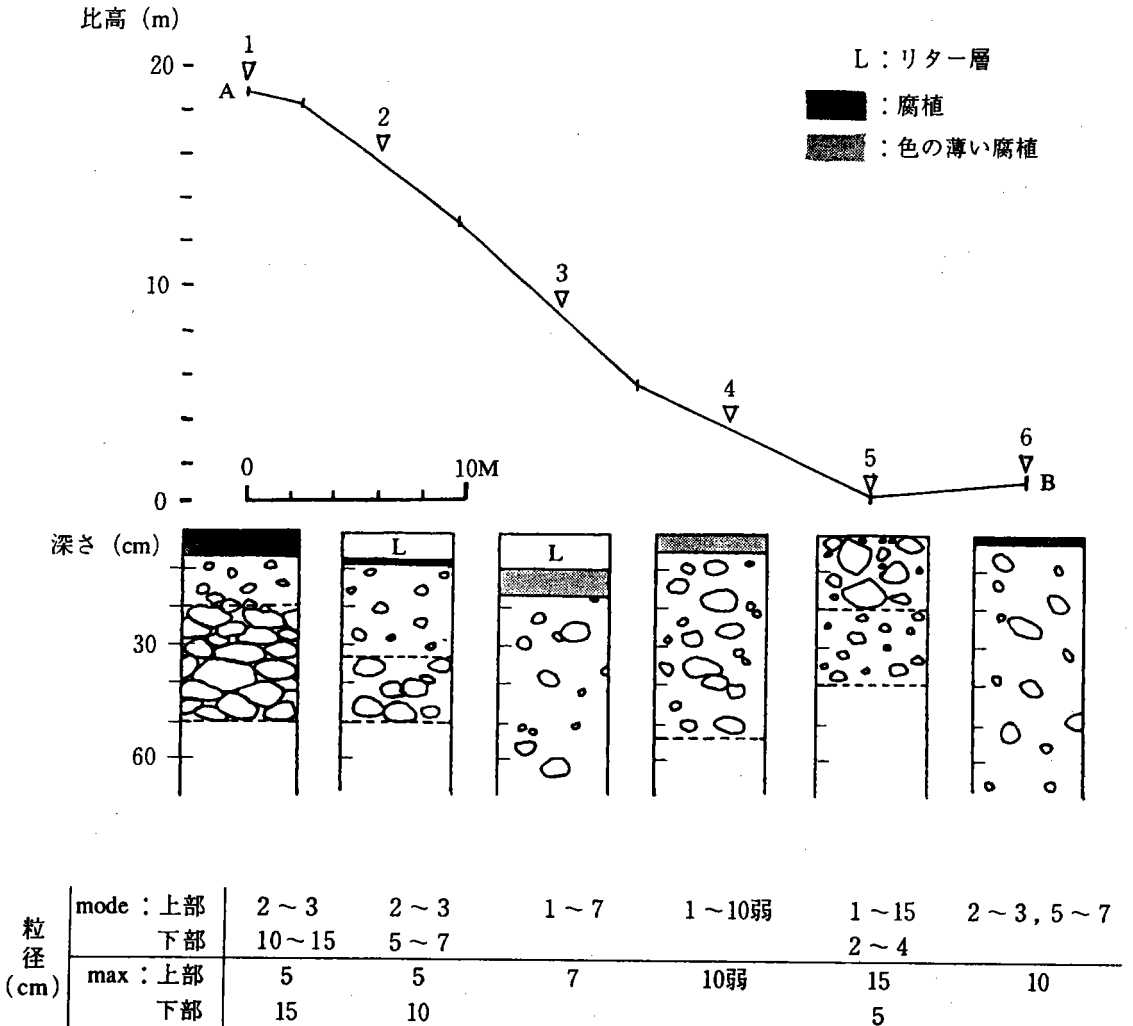 比高 (m)
20
1
A
2
L：リター層
：腐植
：色の薄い腐植
10
3
4
0 10M
5
6
B
0
深さ (cm)
L
L
30
60
粒径 (cm)
mode：上部 2～3 2～3 1～7 1～10弱 1～15 2～3，5～7
下部 10～15 5～7 2～4
max：上部 5 5 7 10弱 15 10
下部 15 10 5